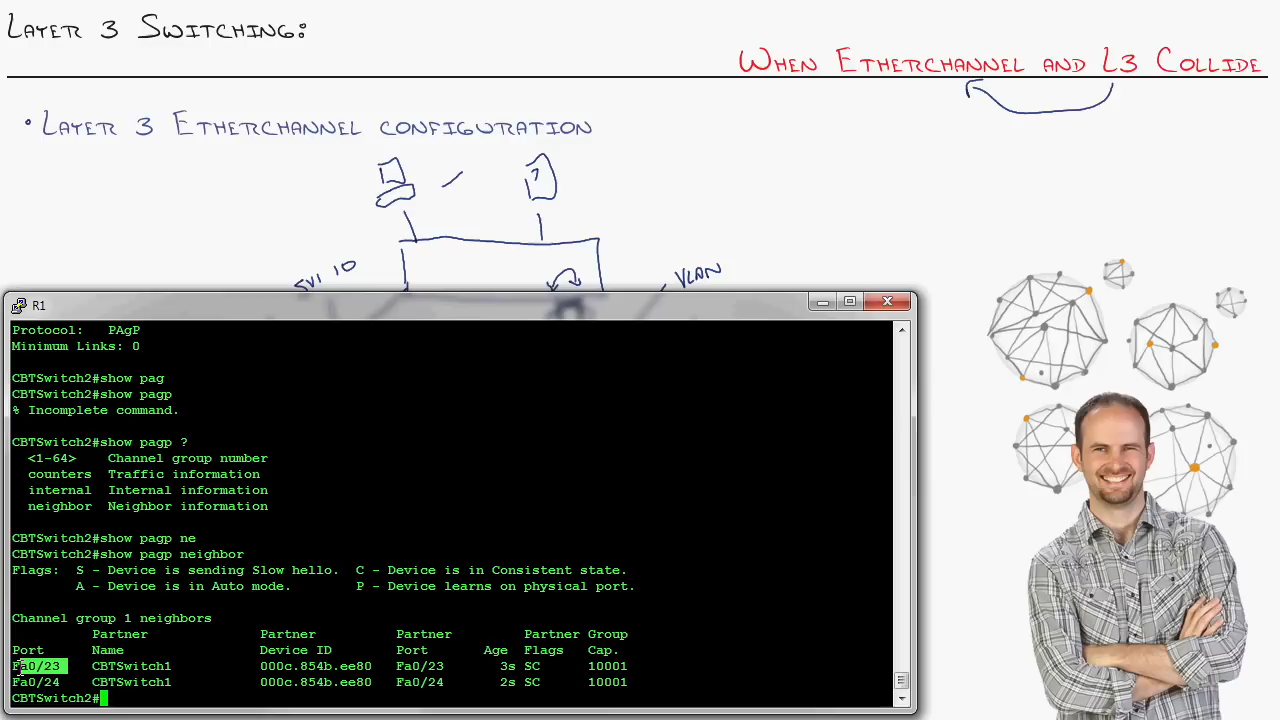 Layer 3 Switching:
When Etherchannel and L3 Collide
• Layer 3 Etherchannel configuration
SVI 10
VLAN
R1
Protocol:   PAgP
Minimum Links: 0
CBTSwitch2#show pag
CBTSwitch2#show pagp
% Incomplete command.
CBTSwitch2#show pagp ?
  <1-64>    Channel group number
  counters  Traffic information
  internal  Internal information
  neighbor  Neighbor information
CBTSwitch2#show pagp ne
CBTSwitch2#show pagp neighbor
Flags:  S - Device is sending Slow hello.  C - Device is in Consistent state.
        A - Device is in Auto mode.        P - Device learns on physical port.
Channel group 1 neighbors
          Partner              Partner          Partner         Partner Group
Port      Name                 Device ID        Port       Age  Flags   Cap.
Fa0/23    CBTSwitch1           000c.854b.ee80   Fa0/23       3s SC      10001
Fa0/24    CBTSwitch1           000c.854b.ee80   Fa0/24       2s SC      10001
CBTSwitch2#